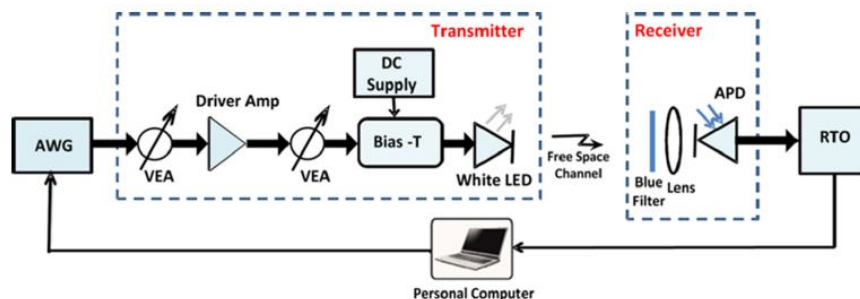 Transmitter
Receiver
DC
Supply
Driver Amp
APD
AWG
Bias -T
RTO
VEA
VEA
White LED
Free Space
Channel
Blue
Filter
Lens
Personal Computer